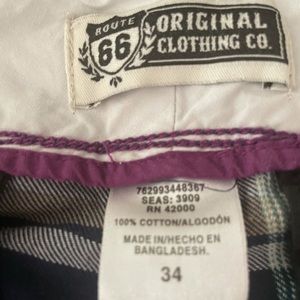 ROUTE
66
ORIGINAL
CLOTHING CO.
762993448367
SEAS: 3909
RN 42000
100% COTTON/ALGODÓN
MADE IN/HECHO EN
BANGLADESH.
34